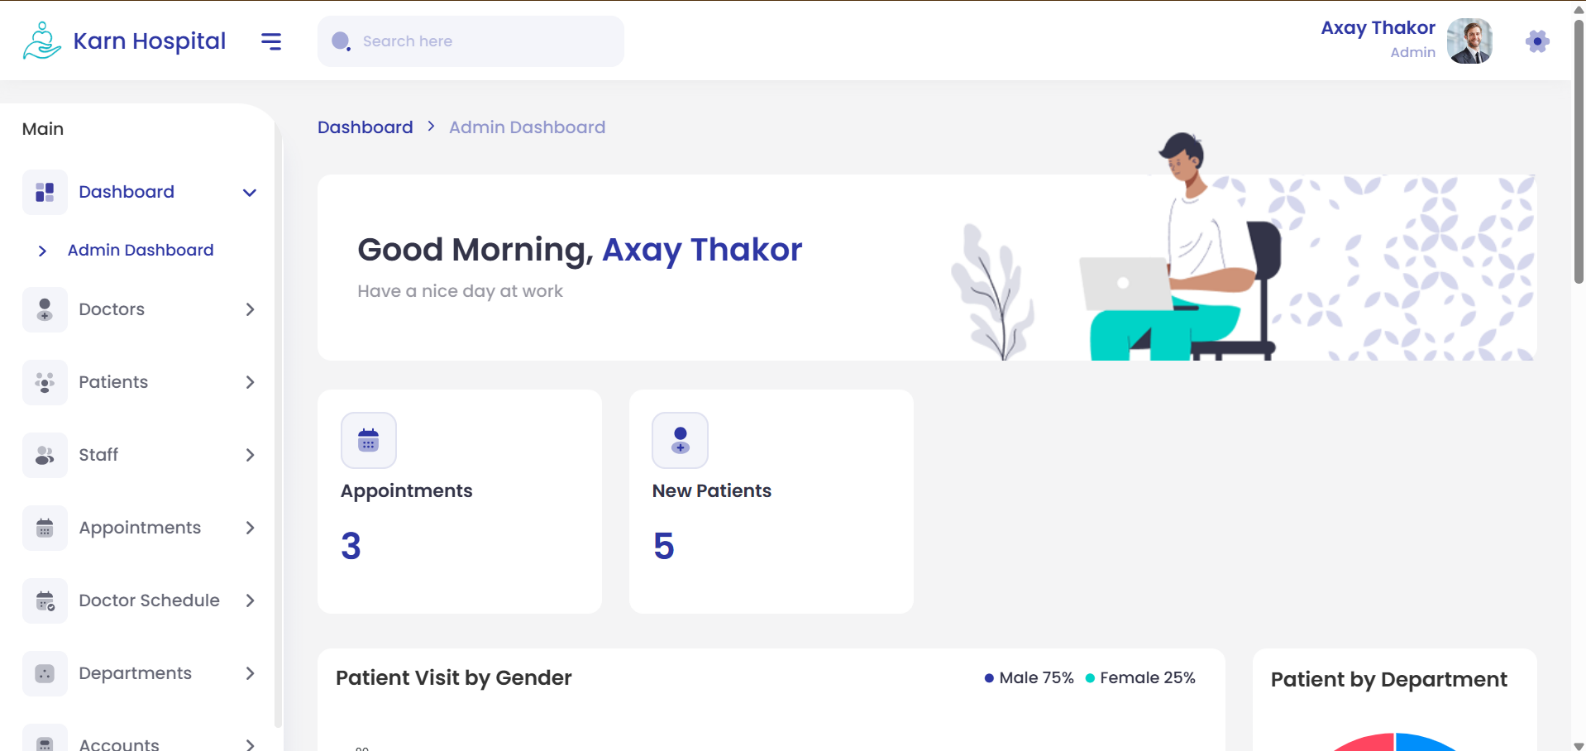 Karn Hospital
Search here
Axay Thakor
Admin
Main
Dashboard
Admin Dashboard
Doctors
Patients
Staff
Appointments
Doctor Schedule
Departments
Accounts
Dashboard > Admin Dashboard
Good Morning, Axay Thakor
Have a nice day at work
Appointments
3
New Patients
5
Patient Visit by Gender
Male 75% Female 25%
Patient by Department